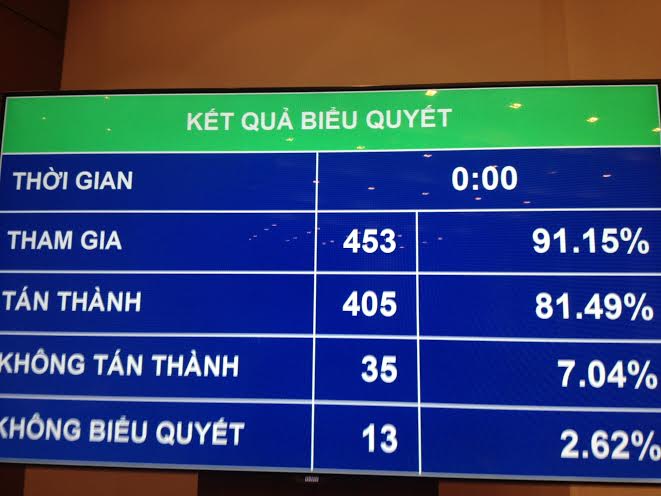 KẾT QUẢ BIỂU QUYẾT
THỜI GIAN 0:00
THAM GIA 453 91.15%
TÁN THÀNH 405 81.49%
KHÔNG TÁN THÀNH 35 7.04%
KHÔNG BIỂU QUYẾT 13 2.62%